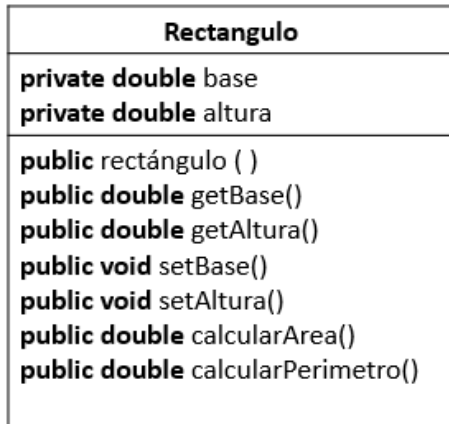 Rectangulo
private double base
private double altura
public rectángulo ( )
public double getBase()
public double getAltura()
public void setBase()
public void setAltura()
public double calcularArea()
public double calcularPerimetro()